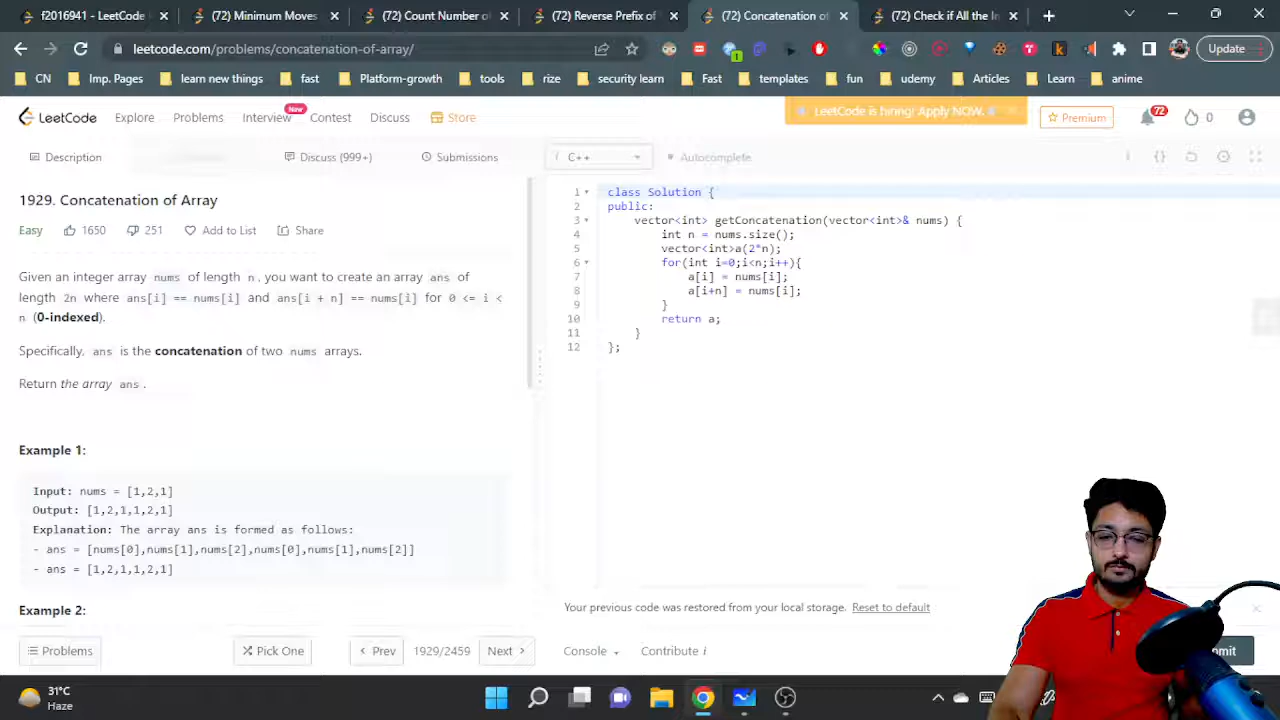 f2016941 - LeetCode
(72) Minimum Moves
(72) Count Number o
(72) Reverse Prefix of
(72) Concatenation of
(72) Check if All the In
leetcode.com/problems/concatenation-of-array/
Update
CN
Imp. Pages
learn new things
fast
Platform-growth
tools
rize
security learn
Fast
templates
fun
udemy
Articles
Learn
anime
LeetCode
Explore
Problems
Interview
New
Contest
Discuss
Store
LeetCode is hiring! Apply NOW.
Premium
72
0
Description
Discuss (999+)
Submissions
i C++
Autocomplete
1929. Concatenation of Array
Easy
1650
251
Add to List
Share
Given an integer array nums of length n, you want to create an array ans of
length 2n where ans[i] == nums[i] and ans[i + n] == nums[i] for 0 <= i <
n (0-indexed).
Specifically, ans is the concatenation of two nums arrays.
Return the array ans .
Example 1:
Input: nums = [1,2,1]
Output: [1,2,1,1,2,1]
Explanation: The array ans is formed as follows:
- ans = [nums[0],nums[1],nums[2],nums[0],nums[1],nums[2]]
- ans = [1,2,1,1,2,1]
Example 2:
1 class Solution {
2 public:
3 vector<int> getConcatenation(vector<int>& nums) {
4 int n = nums.size();
5 vector<int>a(2*n);
6 for(int i=0;i<n;i++){
7 a[i] = nums[i];
8 a[i+n] = nums[i];
9 }
10 return a;
11 }
12 };
Your previous code was restored from your local storage. Reset to default
Problems
Pick One
Prev
1929/2459
Next
Console
Contribute i
mit
31°C
Haze